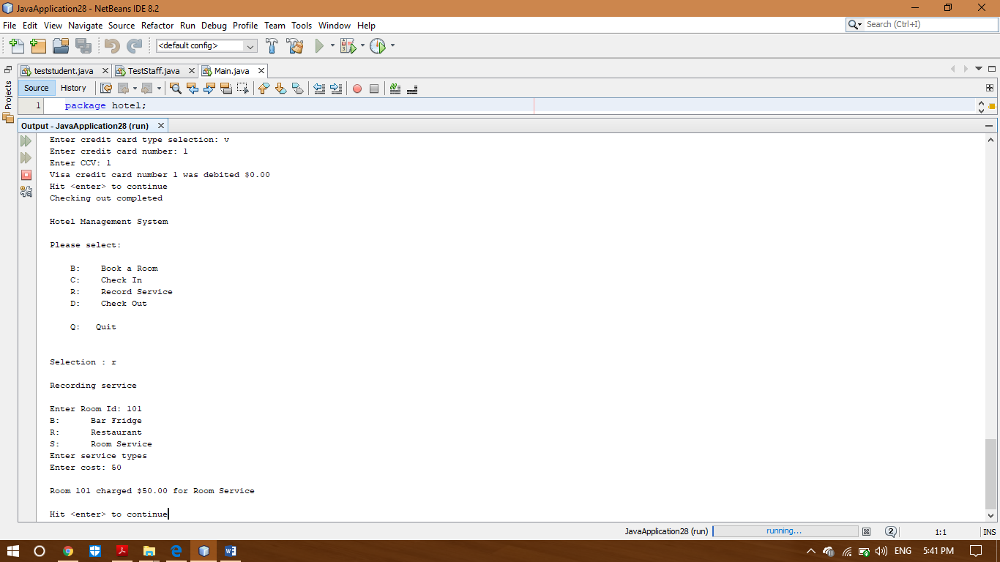 JavaApplication28 - NetBeans IDE 8.2
File Edit View Navigate Source Refactor Run Debug Profile Team Tools Window Help
Search (Ctrl+I)
<default config>
teststudent.java TestStaff.java Main.java
Projects
Source History
1 package hotel;
Output - JavaApplication28 (run)
Enter credit card type selection: v
Enter credit card number: 1
Enter CCV: 1
Visa credit card number 1 was debited $0.00
Hit <enter> to continue
Checking out completed
Hotel Management System
Please select:
B: Book a Room
C: Check In
R: Record Service
D: Check Out
Q: Quit
Selection : r
Recording service
Enter Room Id: 101
B: Bar Fridge
R: Restaurant
S: Room Service
Enter service types
Enter cost: 50
Room 101 charged $50.00 for Room Service
Hit <enter> to continue
JavaApplication28 (run) running... 2 1:1 INS
ENG 5:41 PM